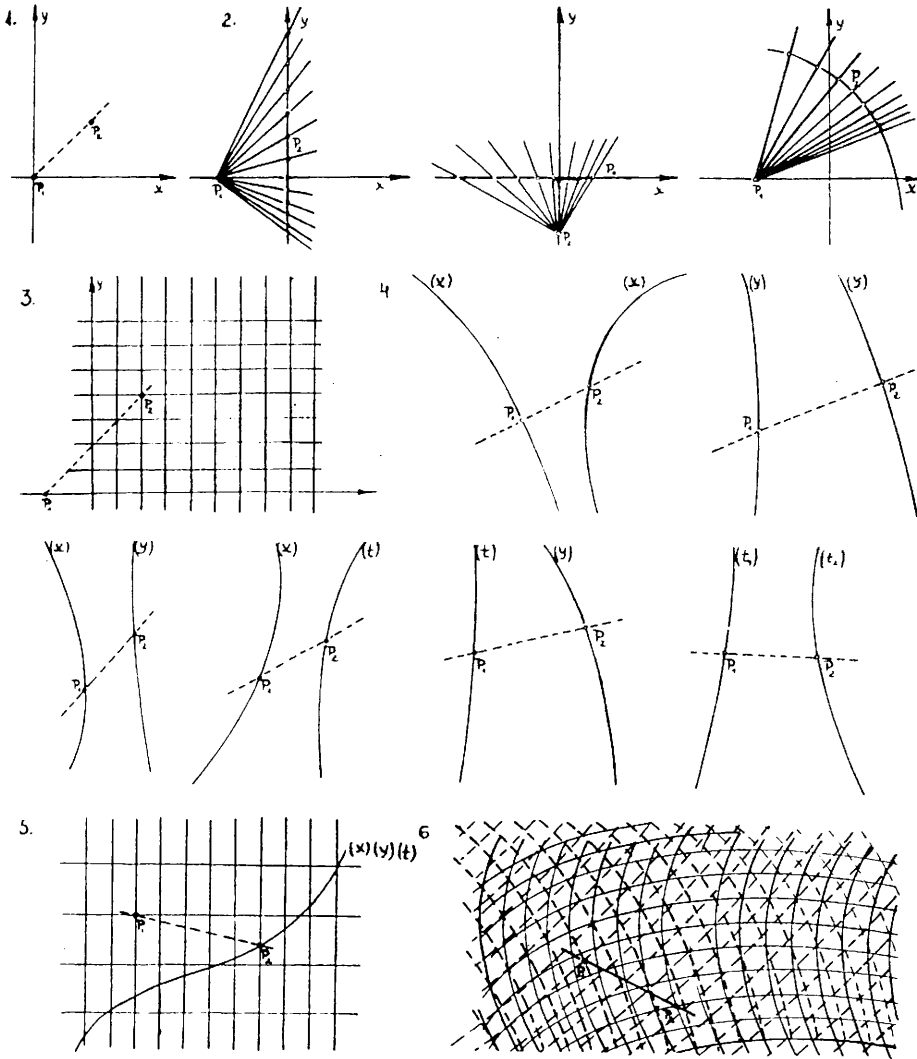 1. y 2. y y y
P₂ P₂ P₁ P₂
P₁ x P₁ x P₂ x P₁ x
3. y 4 (x) (x) (y) (y)
P₂ P₁ P₂ P₁ P₂
P₁
(x) (y) (x) (t) (t) (y) (t₁) (t₂)
P₁ P₂ P₁ P₂ P₁ P₂ P₁ P₂
5. (x)(y)(t) 6
P₁ P₂